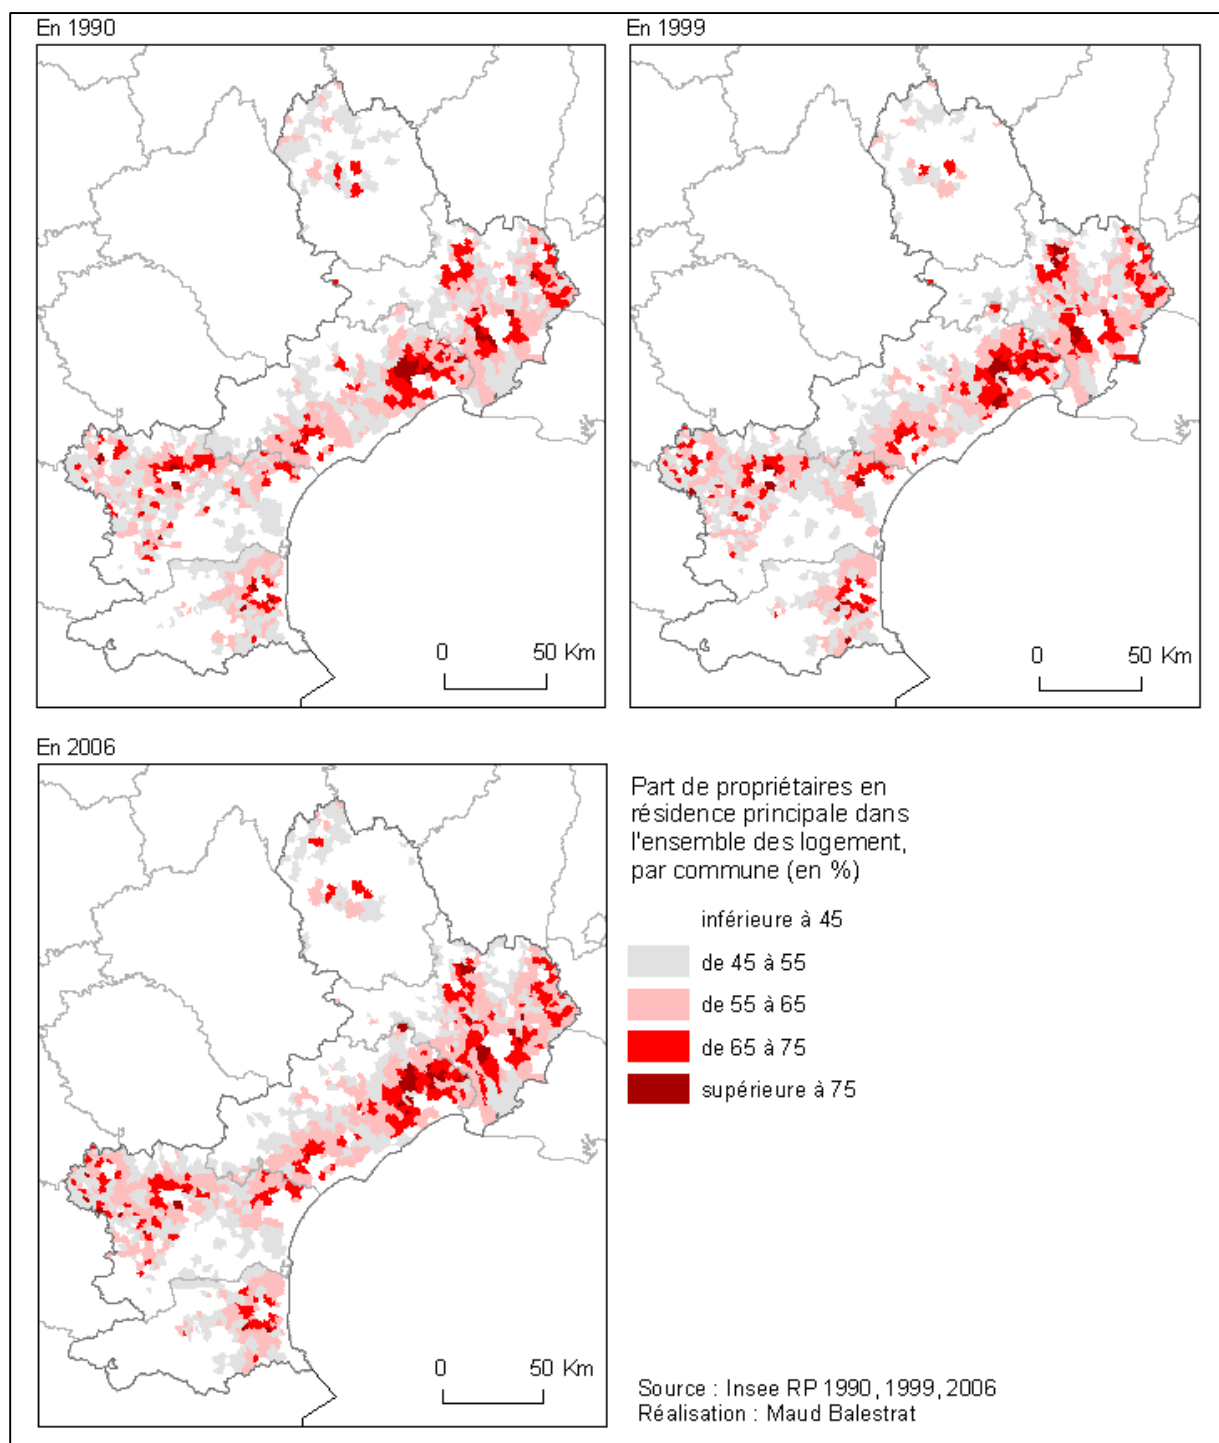 En 1990
En 1999
0 50 Km
0 50 Km
En 2006
Part de propriétaires en
résidence principale dans
l'ensemble des logement,
par commune (en %)
inférieure à 45
de 45 à 55
de 55 à 65
de 65 à 75
supérieure à 75
0 50 Km
Source : Insee RP 1990, 1999, 2006
Réalisation : Maud Balestrat